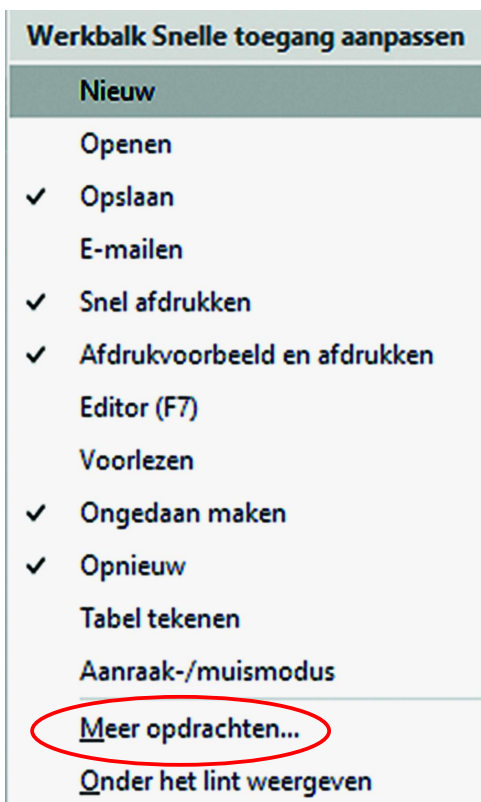 Werkbalk Snelle toegang aanpassen
Nieuw
Openen
Opslaan
E-mailen
Snel afdrukken
Afdrukvoorbeeld en afdrukken
Editor (F7)
Voorlezen
Ongedaan maken
Opnieuw
Tabel tekenen
Aanraak-/muismodus
Meer opdrachten...
Onder het lint weergeven